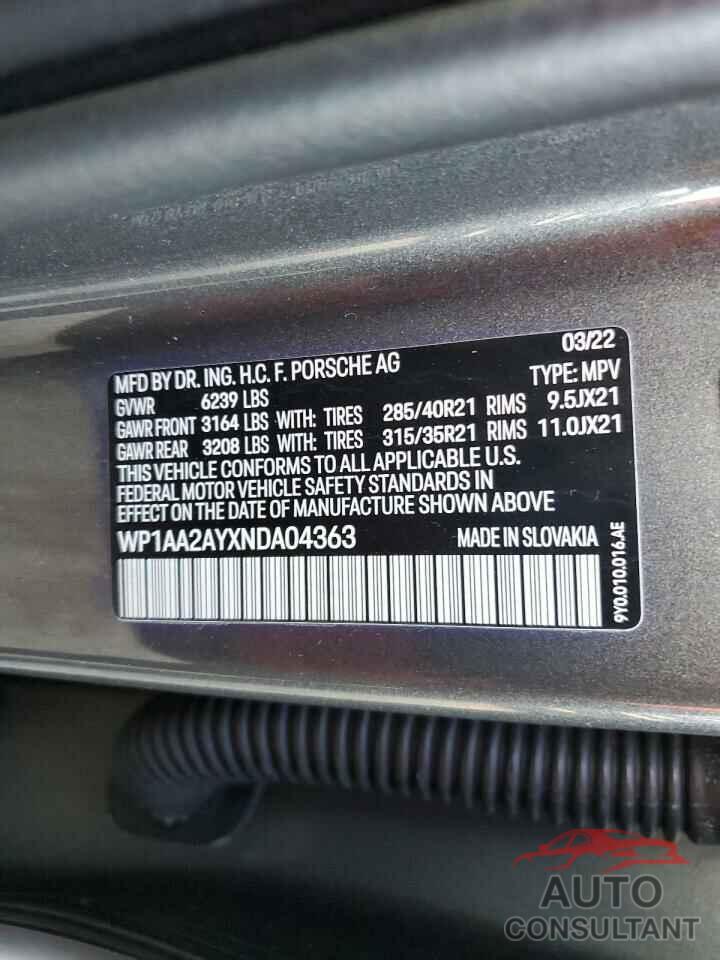 03/22
MFD BY DR. ING. H.C. F. PORSCHE AG TYPE: MPV
GVWR 6239 LBS
GAWR FRONT 3164 LBS WITH: TIRES 285/40R21 RIMS 9.5JX21
GAWR REAR 3208 LBS WITH: TIRES 315/35R21 RIMS 11.0JX21
THIS VEHICLE CONFORMS TO ALL APPLICABLE U.S.
FEDERAL MOTOR VEHICLE SAFETY STANDARDS IN
EFFECT ON THE DATE OF MANUFACTURE SHOWN ABOVE
WP1AA2AYXNDA04363 MADE IN SLOVAKIA
9Y0.010.016.AE
AUTO
CONSULTANT